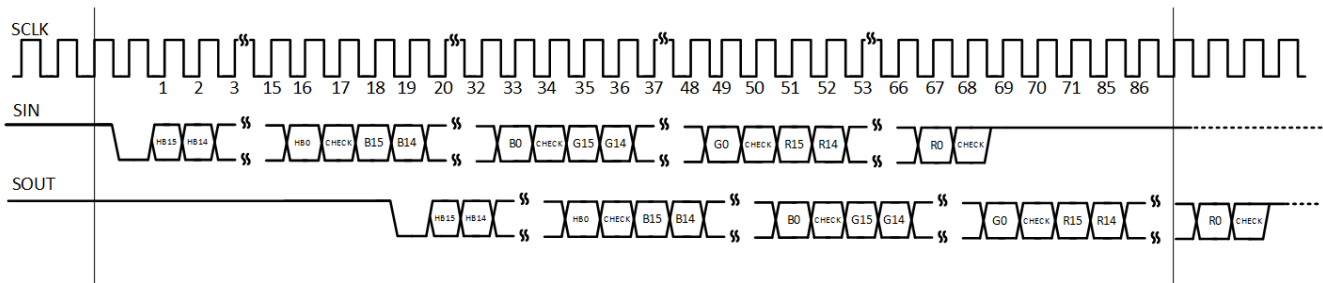 SCLK
1 2 3 15 16 17 18 19 20 32 33 34 35 36 37 48 49 50 51 52 53 66 67 68 69 70 71 85 86
SIN
HB15 HB14 HB0 CHECK B15 B14 B0 CHECK G15 G14 G0 CHECK R15 R14 R0 CHECK
SOUT
HB15 HB14 HB0 CHECK B15 B14 B0 CHECK G15 G14 G0 CHECK R15 R14 R0 CHECK